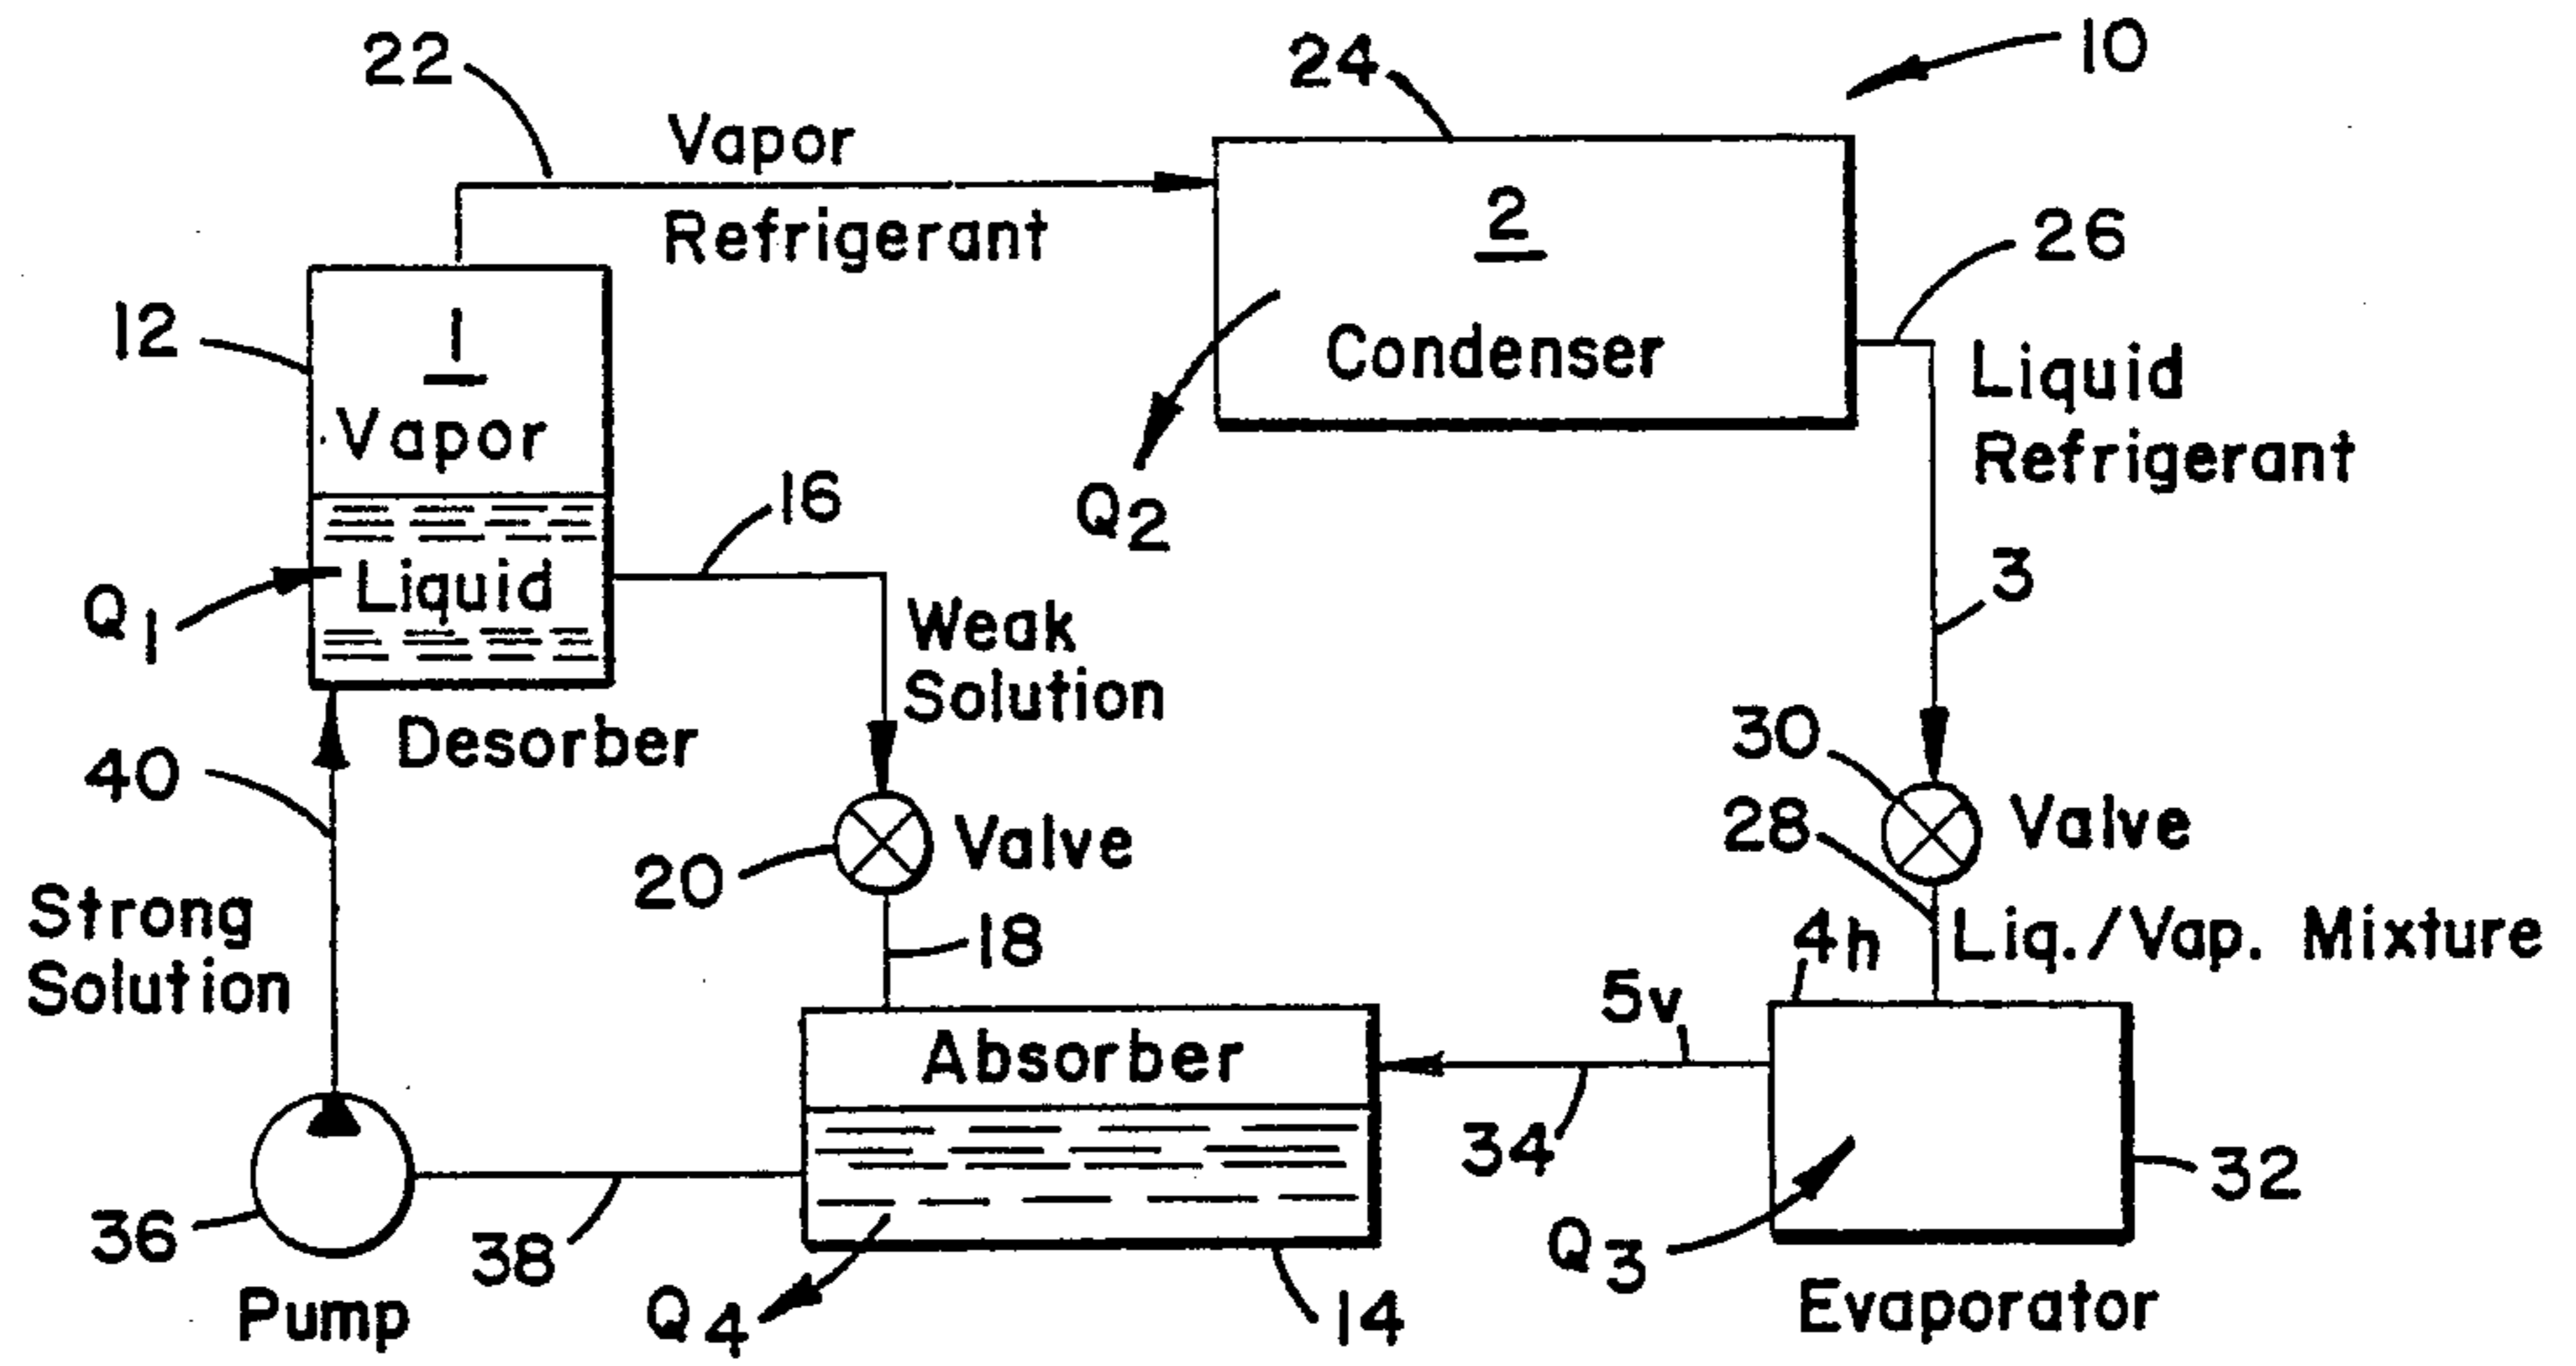 22
24
10
Vapor
Refrigerant
2
Condenser
26
Liquid
Refrigerant
12
1
Vapor
Q2
16
Liquid
Q1
3
Weak
Solution
Desorber
40
30
Valve
20
Valve
28
Strong
Solution
18
4h
Liq./Vap. Mixture
5v
Absorber
34
32
36
38
Q3
Pump
Q4
14
Evaporator